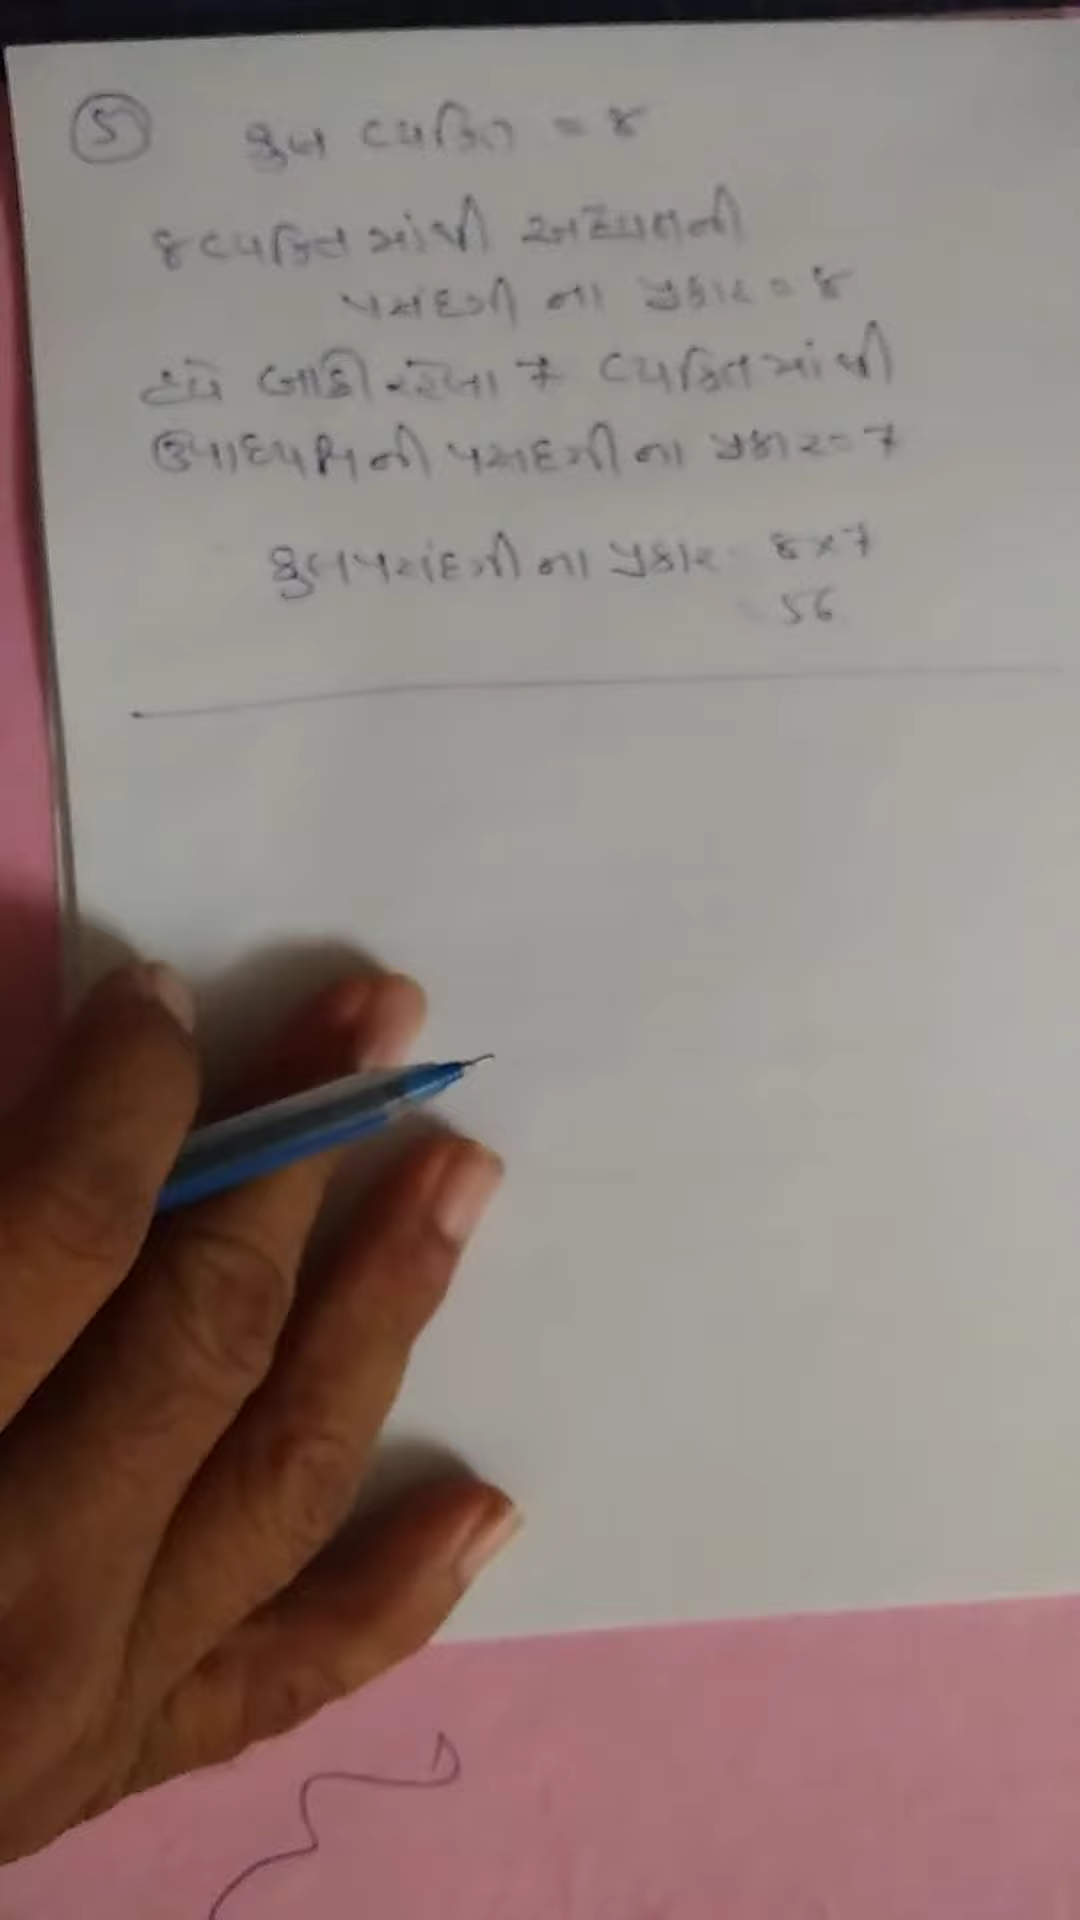 5 કુલ વ્યક્તિ = 8
8 વ્યક્તિ માંથી અધ્યક્ષની
પસંદગી ના પ્રકાર = 8
હવે બાકી રહેલા 7 વ્યક્તિ માંથી
ઉપાધ્યક્ષની પસંદગી ના પ્રકાર = 7
કુલ પસંદગી ના પ્રકાર = 8 × 7
= 56